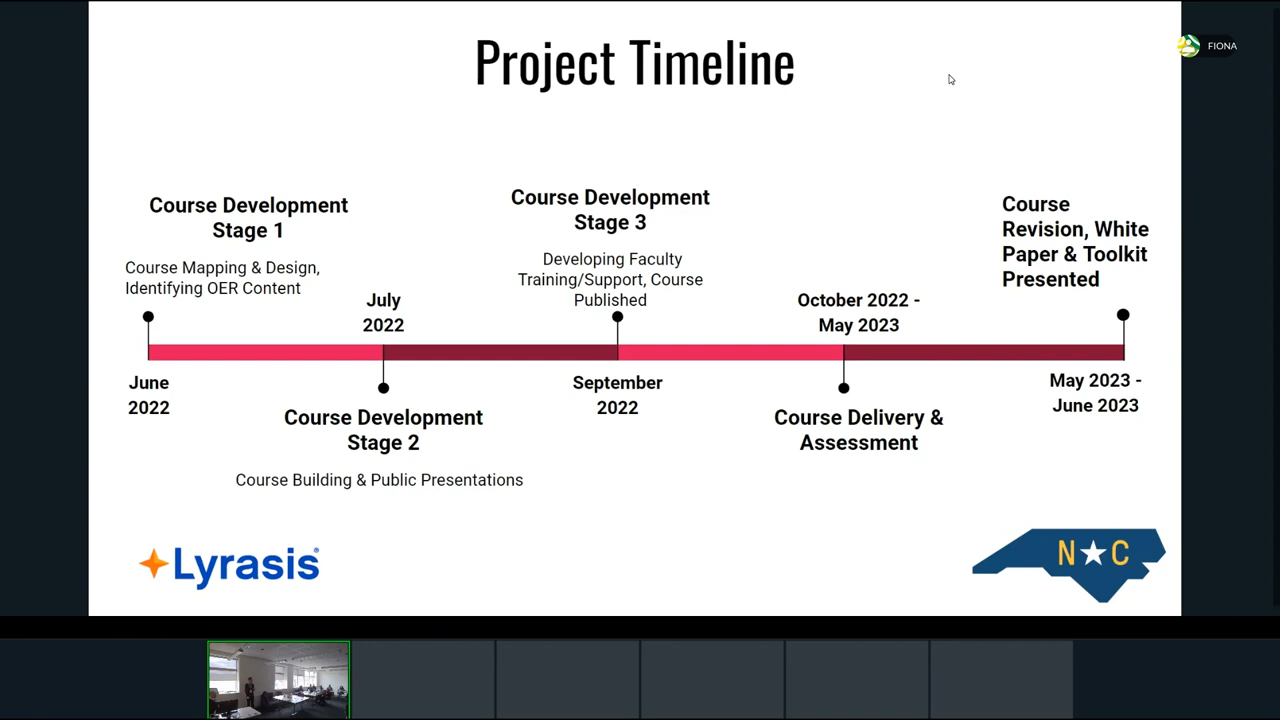 Project Timeline
FIONA
Course Development
Stage 1
Course Mapping & Design,
Identifying OER Content
June
2022
July
2022
Course Development
Stage 2
Course Building & Public Presentations
Course Development
Stage 3
Developing Faculty
Training/Support, Course
Published
September
2022
October 2022 -
May 2023
Course Delivery &
Assessment
Course
Revision, White
Paper & Toolkit
Presented
May 2023 -
June 2023
Lyrasis®
N C